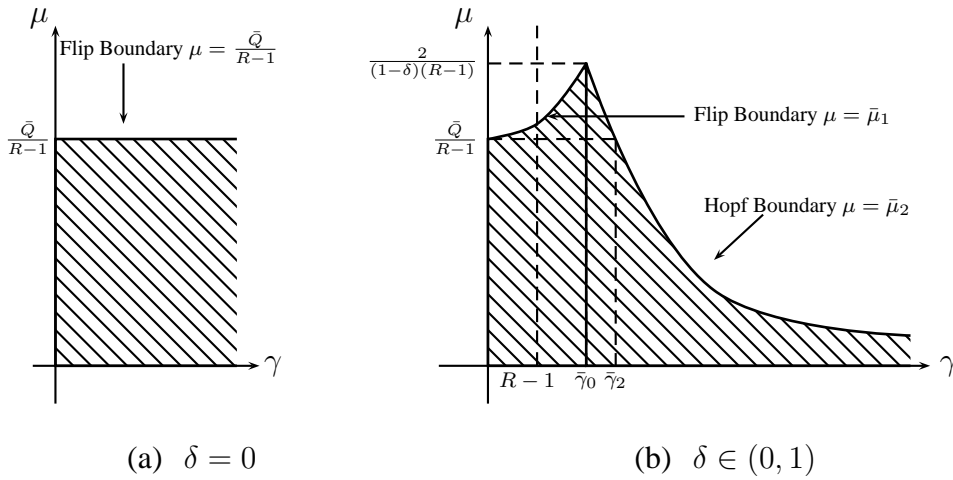 μ
Flip Boundary μ = Q̄/(R−1)
Q̄/(R−1)
γ
(a) δ = 0
μ
2/((1−δ)(R−1))
Flip Boundary μ = μ̄₁
Q̄/(R−1)
Hopf Boundary μ = μ̄₂
R − 1 γ̄₀ γ̄₂
γ
(b) δ ∈ (0, 1)